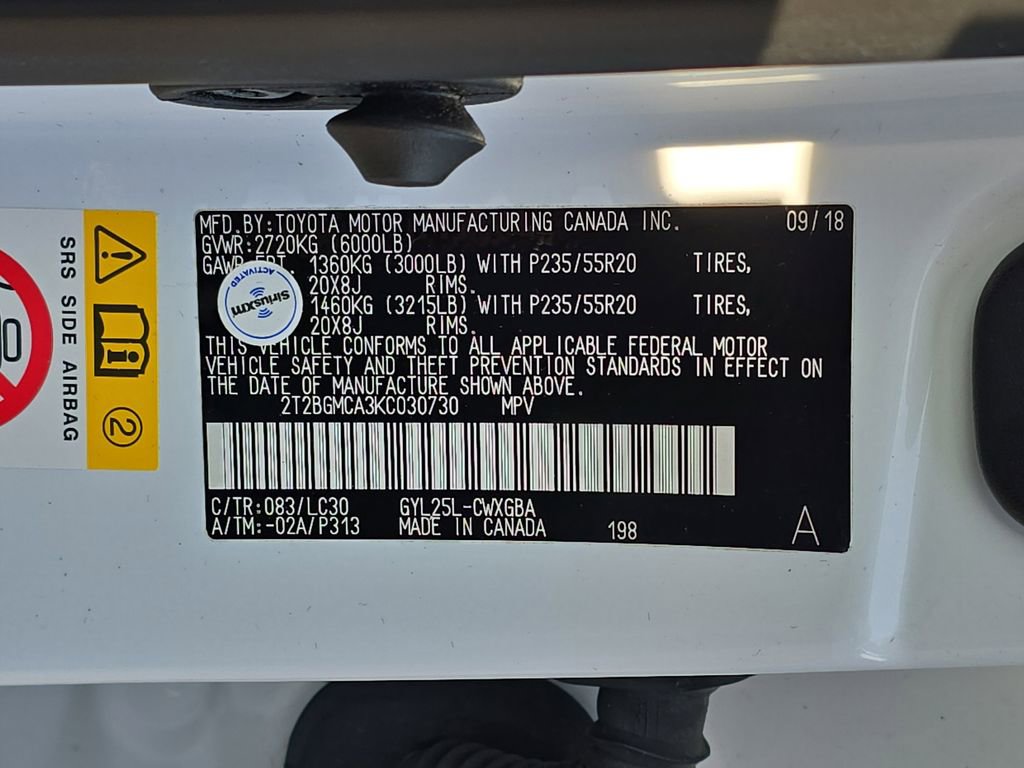 MFD. BY: TOYOTA MOTOR MANUFACTURING CANADA INC. 09/18
GVWR: 2720KG (6000LB)
GAWR FRT. 1360KG (3000LB) WITH P235/55R20 TIRES,
20X8J RIMS.
1460KG (3215LB) WITH P235/55R20 TIRES,
20X8J RIMS.
THIS VEHICLE CONFORMS TO ALL APPLICABLE FEDERAL MOTOR
VEHICLE SAFETY AND THEFT PREVENTION STANDARDS IN EFFECT ON
THE DATE OF MANUFACTURE SHOWN ABOVE.
2T2BGMCA3KC030730 MPV
C/TR: 083/LC30 GYL25L-CWXGBA
A/TM: -02A/P313 MADE IN CANADA 198 A
SiriusXM
ACTIVATED
SRS SIDE AIRBAG
2